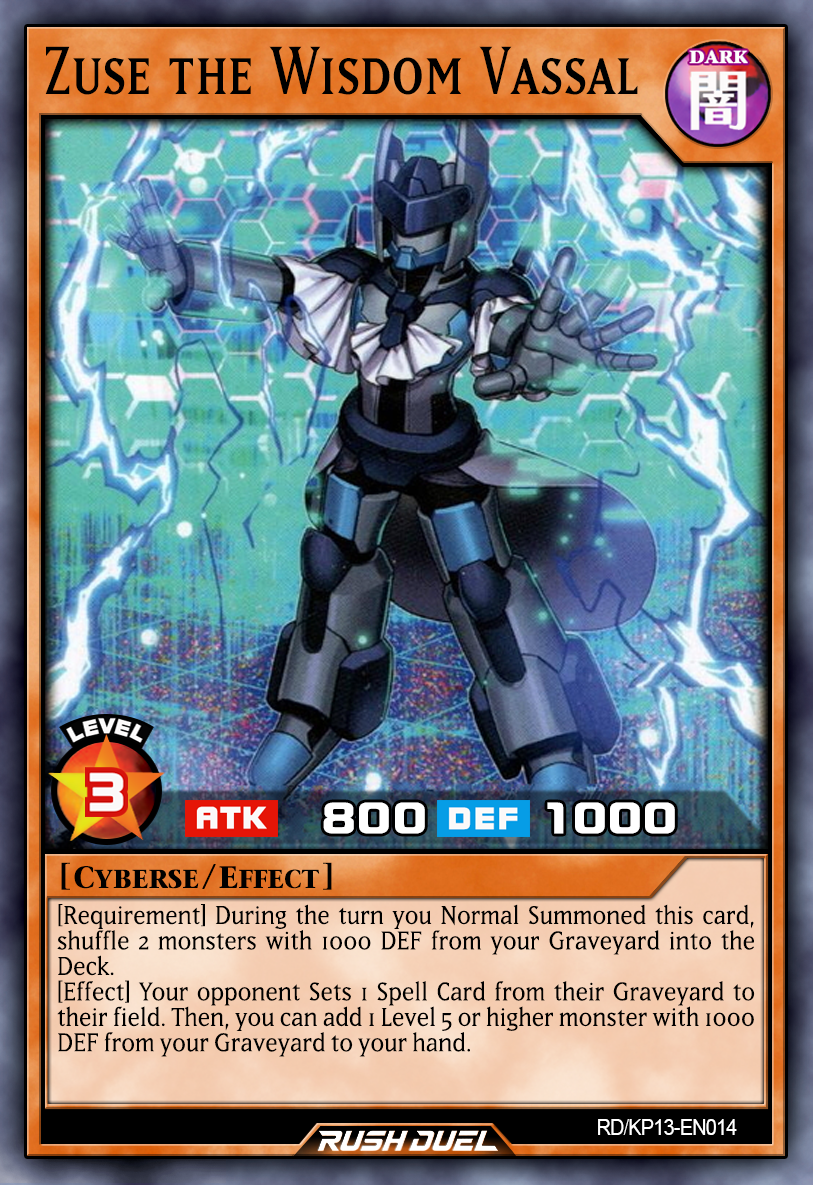 Zuse the Wisdom Vassal
DARK
闇
LEVEL
3
ATK 800 DEF 1000
[Cyberse/Effect]
[Requirement] During the turn you Normal Summoned this card,
shuffle 2 monsters with 1000 DEF from your Graveyard into the
Deck.
[Effect] Your opponent Sets 1 Spell Card from their Graveyard to
their field. Then, you can add 1 Level 5 or higher monster with 1000
DEF from your Graveyard to your hand.
RD/KP13-EN014
RUSH DUEL